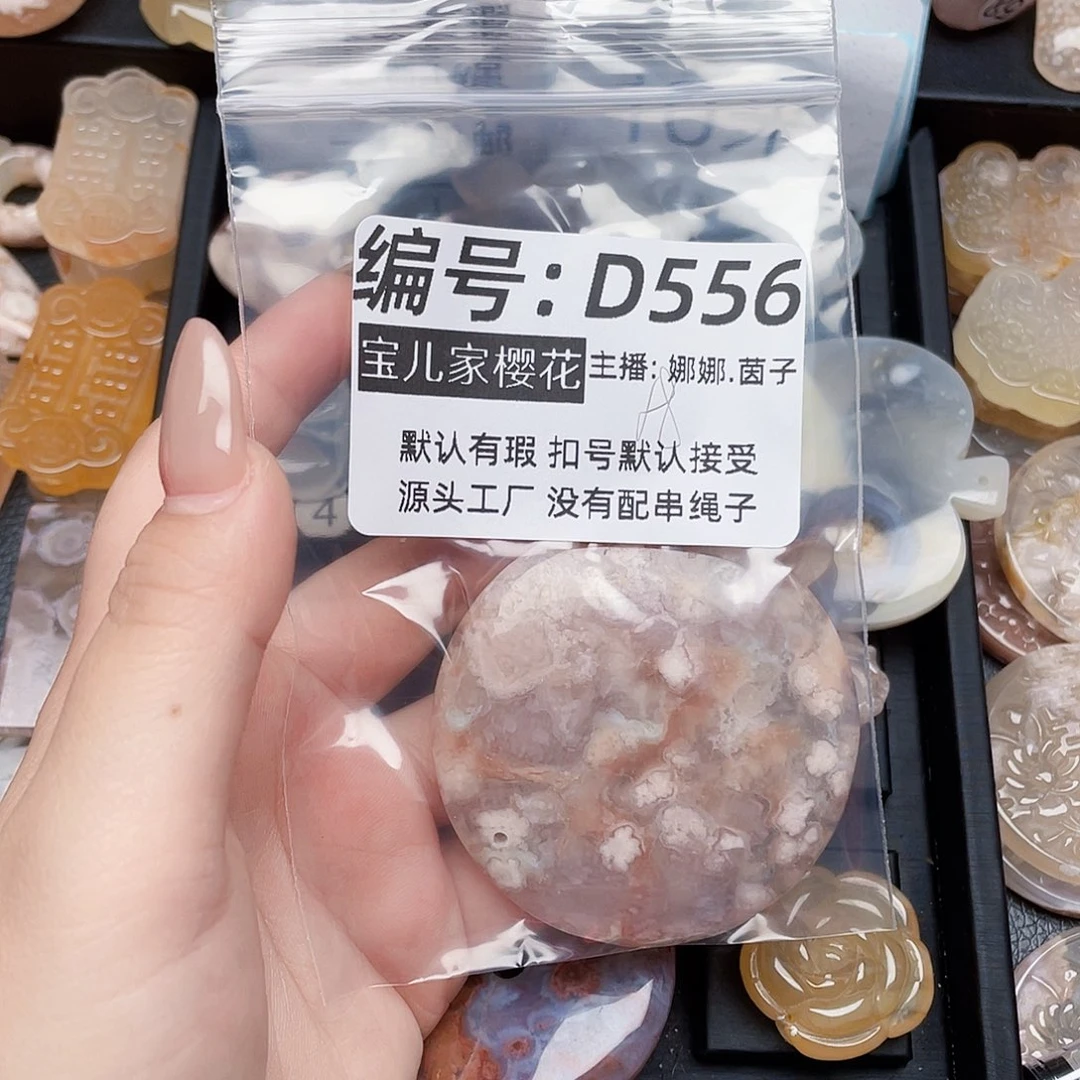 编号:D556
宝儿家樱花 主播:娜娜.茵子
默认有瑕 扣号默认接受
源头工厂 没有配串绳子
4